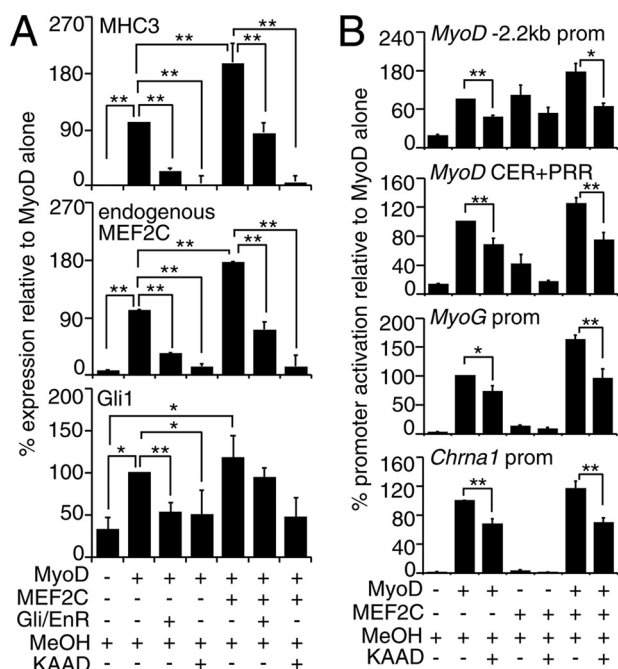 A
% expression relative to MyoD alone
MHC3
270
180
90
0
** ** ** ** ** **
endogenous
MEF2C
270
180
90
0
** ** ** ** ** **
Gli1
200
150
100
50
0
* * ** *
MyoD - + + + + + +
MEF2C - - - - + + +
Gli/EnR - - + - - + -
MeOH + + + + + + +
KAAD - - - + - - +
B
% promoter activation relative to MyoD alone
MyoD -2.2kb prom
240
180
120
60
0
** *
MyoD CER+PRR
160
120
80
40
0
** **
MyoG prom
200
150
100
50
0
* **
Chrna1 prom
160
120
80
40
0
** **
MyoD - + + - - + +
MEF2C - - - + + + +
MeOH + + + + + + +
KAAD - - + - + - +